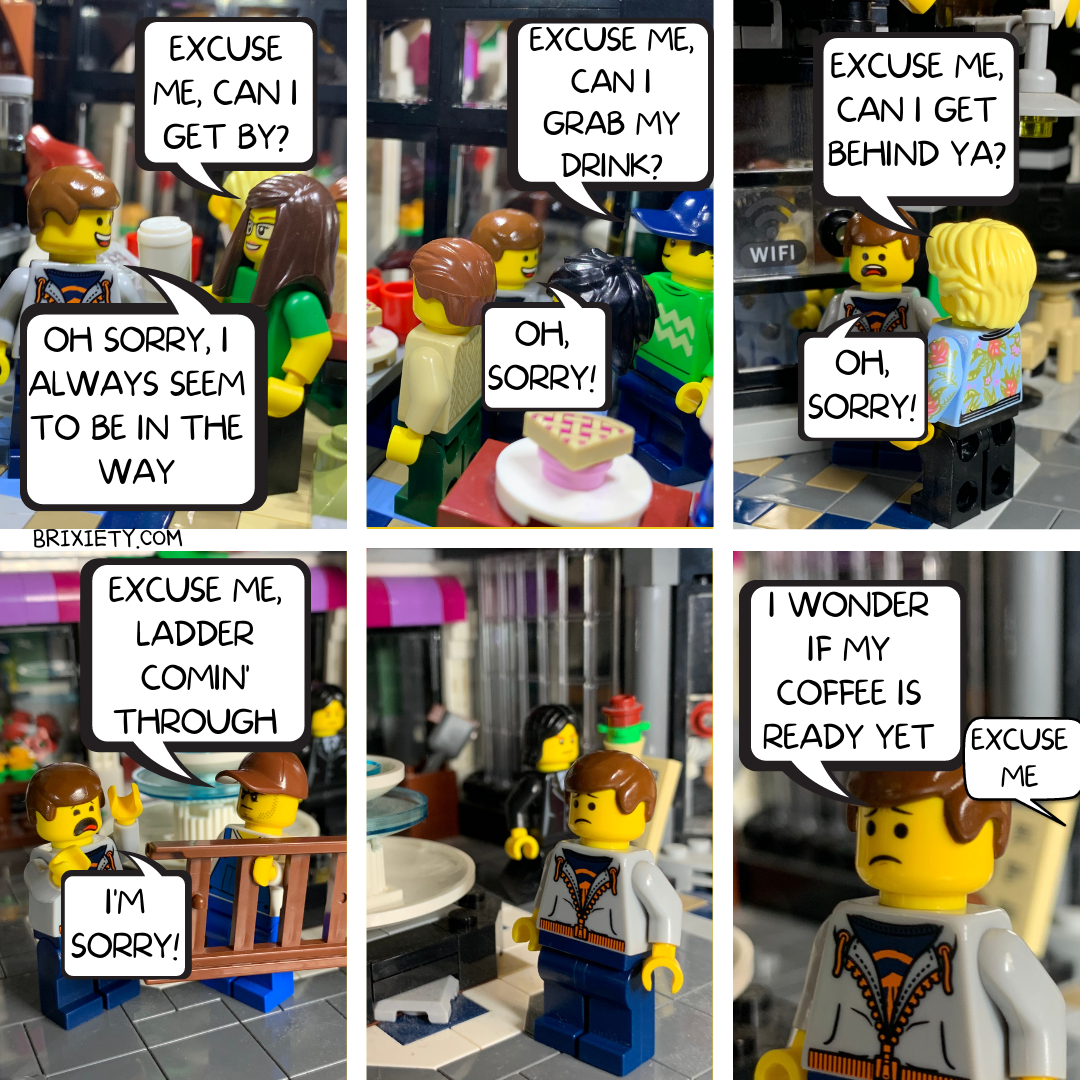 EXCUSE
ME, CAN I
GET BY?
OH SORRY, I
ALWAYS SEEM
TO BE IN THE
WAY
EXCUSE ME,
CAN I
GRAB MY
DRINK?
OH,
SORRY!
EXCUSE ME,
CAN I GET
BEHIND YA?
WIFI
OH,
SORRY!
BRIXIETY.COM
EXCUSE ME,
LADDER
COMIN'
THROUGH
I'M
SORRY!
I WONDER
IF MY
COFFEE IS
READY YET
EXCUSE
ME